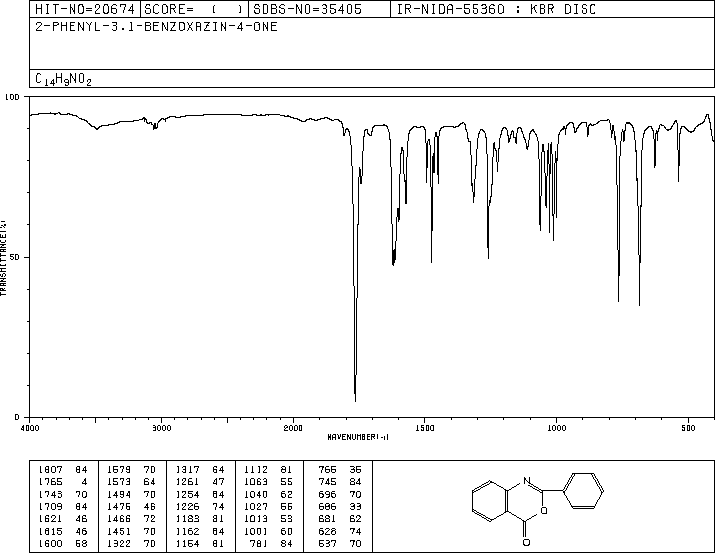 HIT-NO=20674 SCORE= ( ) SDBS-NO=35405 IR-NIDA-55360 : KBR DISC
2-PHENYL-3.1-BENZOXAZIN-4-ONE
C14H9NO2
100
50
0
TRANSMITTANCE(%)
4000 3000 2000 1500 1000 500
WAVENUMBER(-1)
1807 84 1579 70 1317 64 1112 81 766 35
1765 4 1573 64 1261 47 1063 55 745 84
1743 70 1494 70 1254 64 1040 62 696 70
1709 84 1475 46 1226 74 1027 55 686 33
1621 46 1466 72 1183 81 1013 53 681 62
1615 46 1451 70 1162 84 1001 60 628 74
1600 58 1322 70 1154 81 781 84 537 70
N
O
O